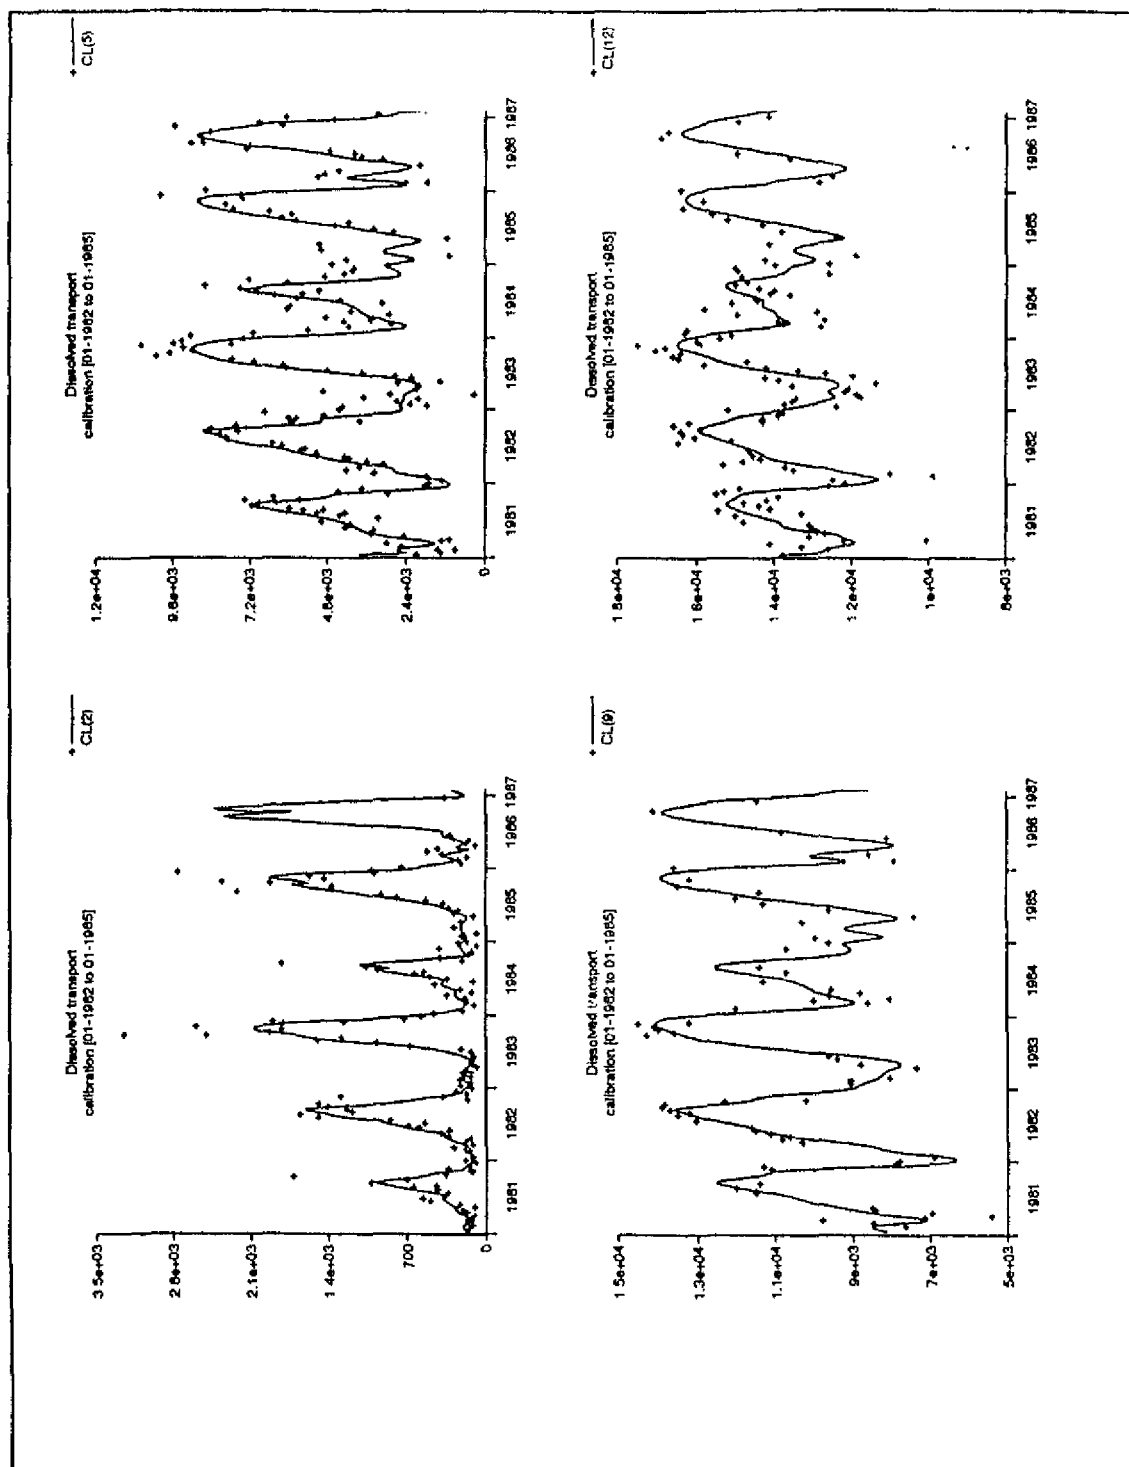 Dissolved transport
calibration [01-1982 to 01-1985]
+
CL(2)
3.5e+03
2.8e+03
2.1e+03
1.4e+03
700
0
1981 1982 1983 1984 1985 1986 1987
Dissolved transport
calibration [01-1982 to 01-1985]
+
CL(5)
1.2e+04
9.6e+03
7.2e+03
4.8e+03
2.4e+03
0
1981 1982 1983 1984 1985 1986 1987
Dissolved transport
calibration [01-1982 to 01-1985]
+
CL(9)
1.5e+04
1.3e+04
1.1e+04
9e+03
7e+03
5e+03
1981 1982 1983 1984 1985 1986 1987
Dissolved transport
calibration [01-1982 to 01-1985]
+
CL(12)
1.8e+04
1.6e+04
1.4e+04
1.2e+04
1e+04
8e+03
1981 1982 1983 1984 1985 1986 1987